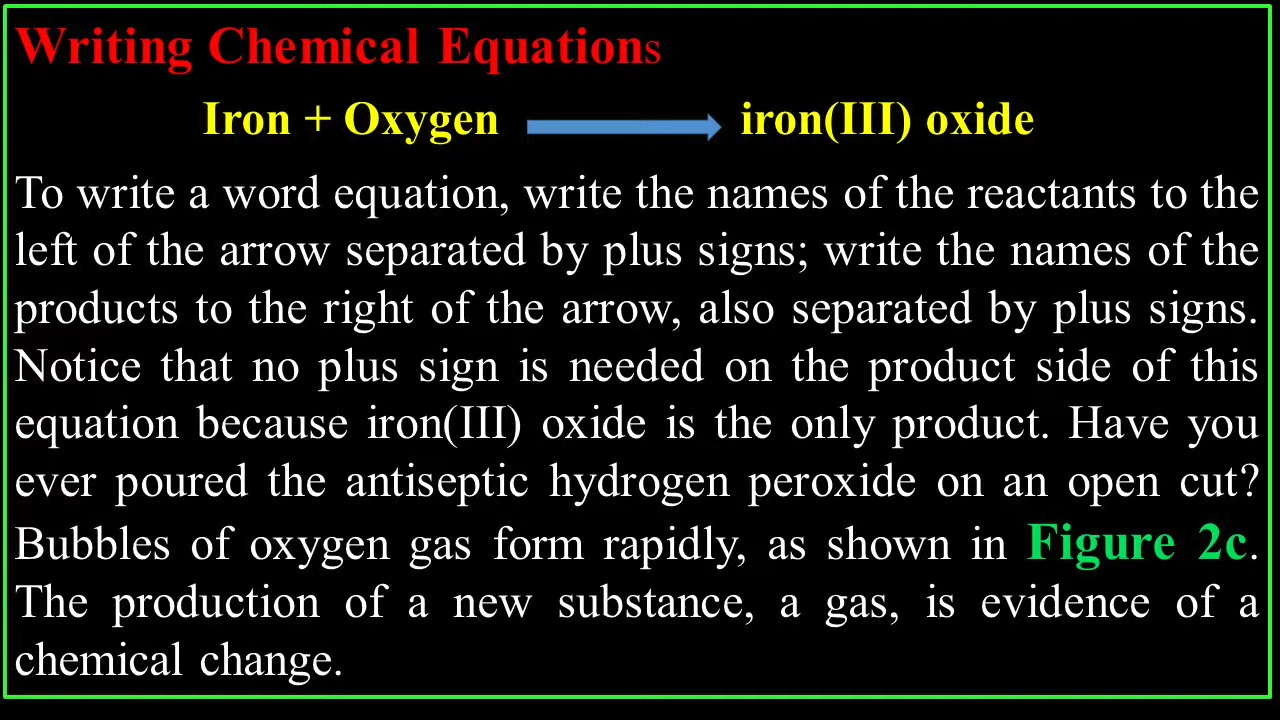 Writing Chemical Equations
Iron + Oxygen iron(III) oxide
To write a word equation, write the names of the reactants to the
left of the arrow separated by plus signs; write the names of the
products to the right of the arrow, also separated by plus signs.
Notice that no plus sign is needed on the product side of this
equation because iron(III) oxide is the only product. Have you
ever poured the antiseptic hydrogen peroxide on an open cut?
Bubbles of oxygen gas form rapidly, as shown in Figure 2c.
The production of a new substance, a gas, is evidence of a
chemical change.